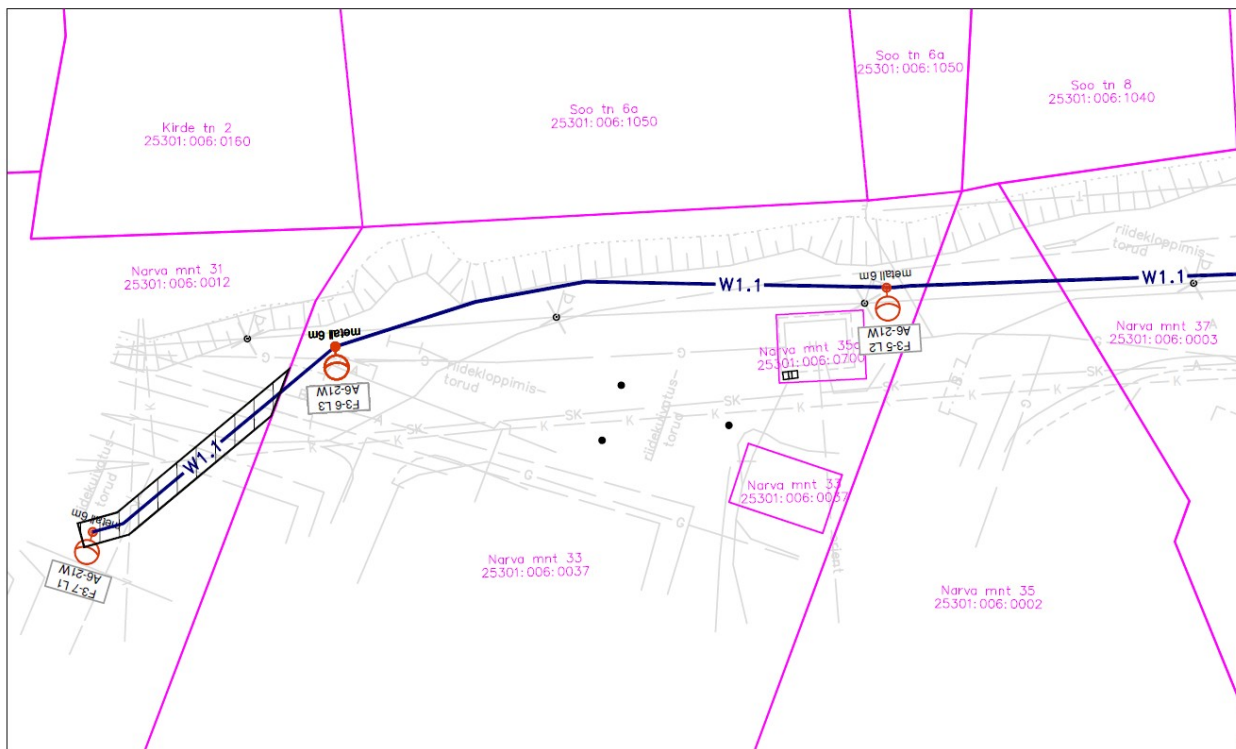 Soo tn 6a
25301:006:1050
Soo tn 8
25301:006:1040
Soo tn 6a
25301:006:1050
Kirde tn 2
25301:006:0160
riidekloppimis-
torud
Narva mnt 31
25301:006:0012
metall 6m
W1.1
W1.1
metall 6m
F3-5 L2
A6-21W
Narva mnt 37
25301:006:0003
Narva mnt 35c
25301:006:0700
riidekloppimis-
torud
F3-6 L3
A6-21W
SK
K
SK
K
SK
K
SK
K
G
G
G
G
riidekuivatus-
torud
W1.1
riidekuivatus-
torud
metall 6m
F3-7 L1
A6-21W
Narva mnt 33
25301:006:0037
Narva mnt 33
25301:006:0037
Narva mnt 35
25301:006:0002